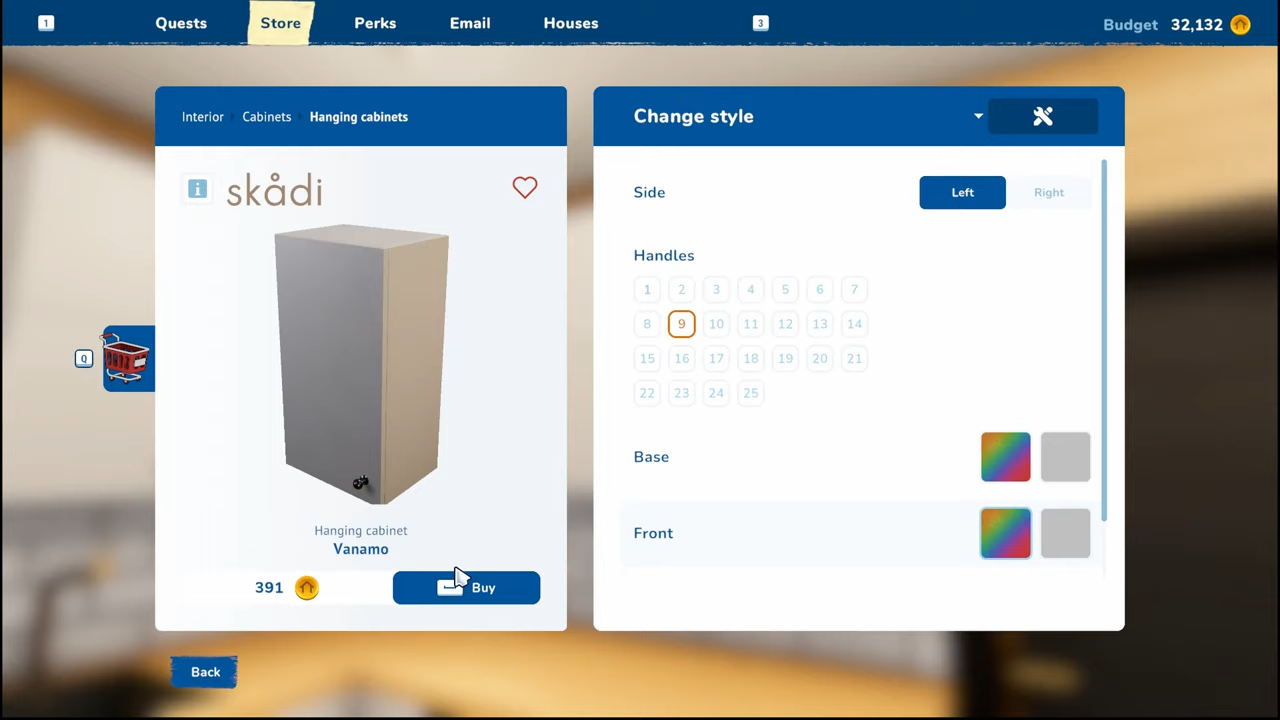 1 Quests Store Perks Email Houses 3 Budget 32,132
Interior Cabinets Hanging cabinets
i skådi
Hanging cabinet
Vanamo
391 Buy
Q
Back
Change style
Side Left Right
Handles
1 2 3 4 5 6 7
8 9 10 11 12 13 14
15 16 17 18 19 20 21
22 23 24 25
Base
Front